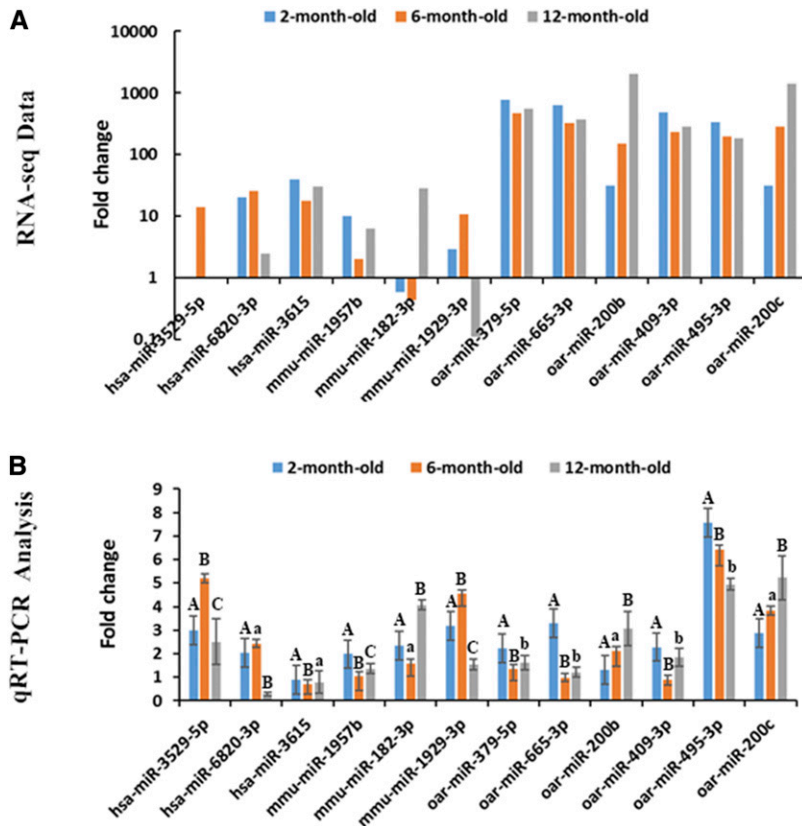 A
2-month-old 6-month-old 12-month-old
RNA-seq Data
Fold change
10000
1000
100
10
1
0.1
hsa-miR-3529-5p
hsa-miR-6820-3p
hsa-miR-3615
mmu-miR-1957b
mmu-miR-182-3p
mmu-miR-1929-3p
oar-miR-379-5p
oar-miR-665-3p
oar-miR-200b
oar-miR-409-3p
oar-miR-495-3p
oar-miR-200c
B
2-month-old 6-month-old 12-month-old
qRT-PCR Analysis
Fold change
9
8
7
6
5
4
3
2
1
0
A B C
A a B
A B a
A B C
A a B
A B C
A B b
A B b
A a B
A B b
A B b
A a B
hsa-miR-3529-5p
hsa-miR-6820-3p
hsa-miR-3615
mmu-miR-1957b
mmu-miR-182-3p
mmu-miR-1929-3p
oar-miR-379-5p
oar-miR-665-3p
oar-miR-200b
oar-miR-409-3p
oar-miR-495-3p
oar-miR-200c